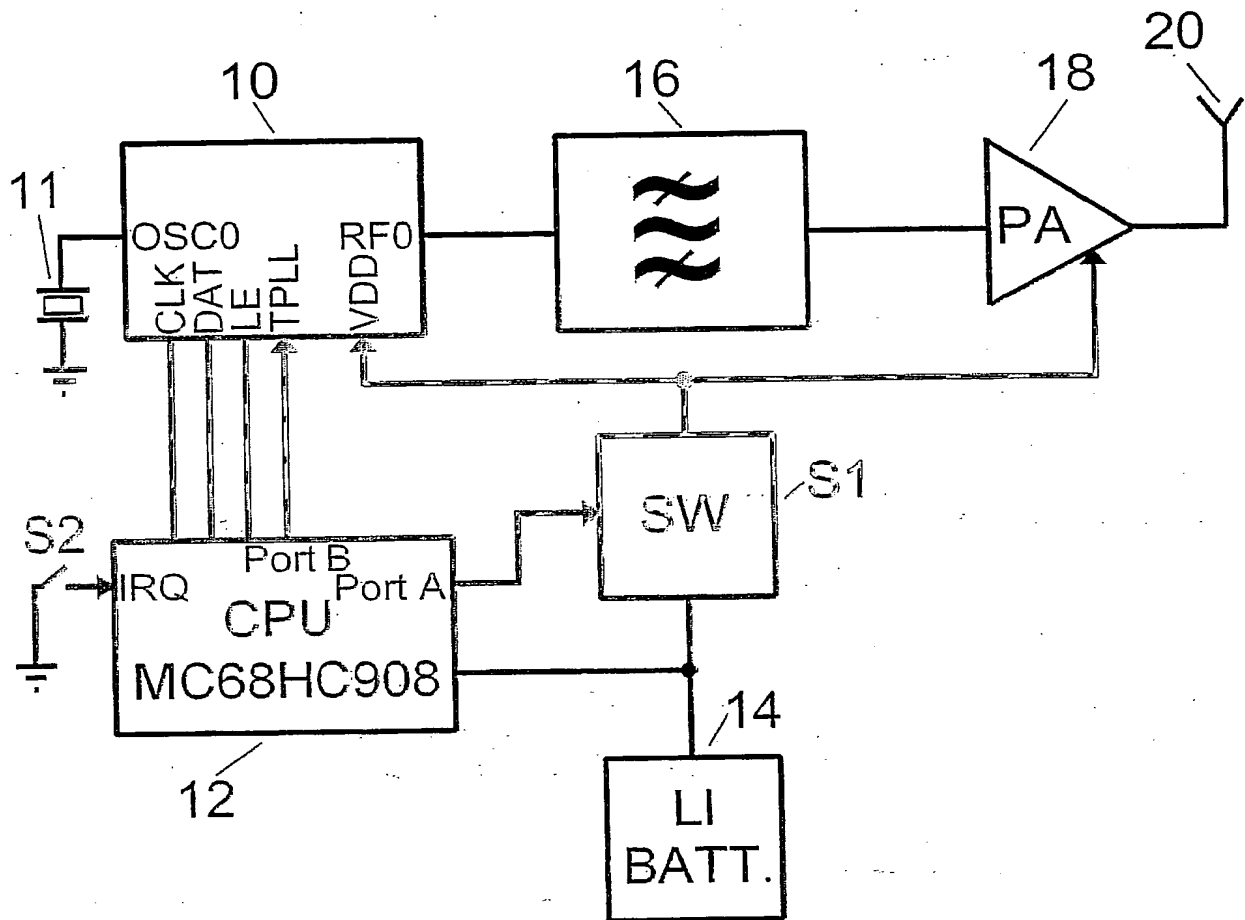 20
10
16
18
11
OSC0
RF0
PA
CLK
DAT
LE
TPLL
VDD
SW
S1
S2
Port B
IRQ
Port A
CPU
MC68HC908
14
12
LI
BATT.